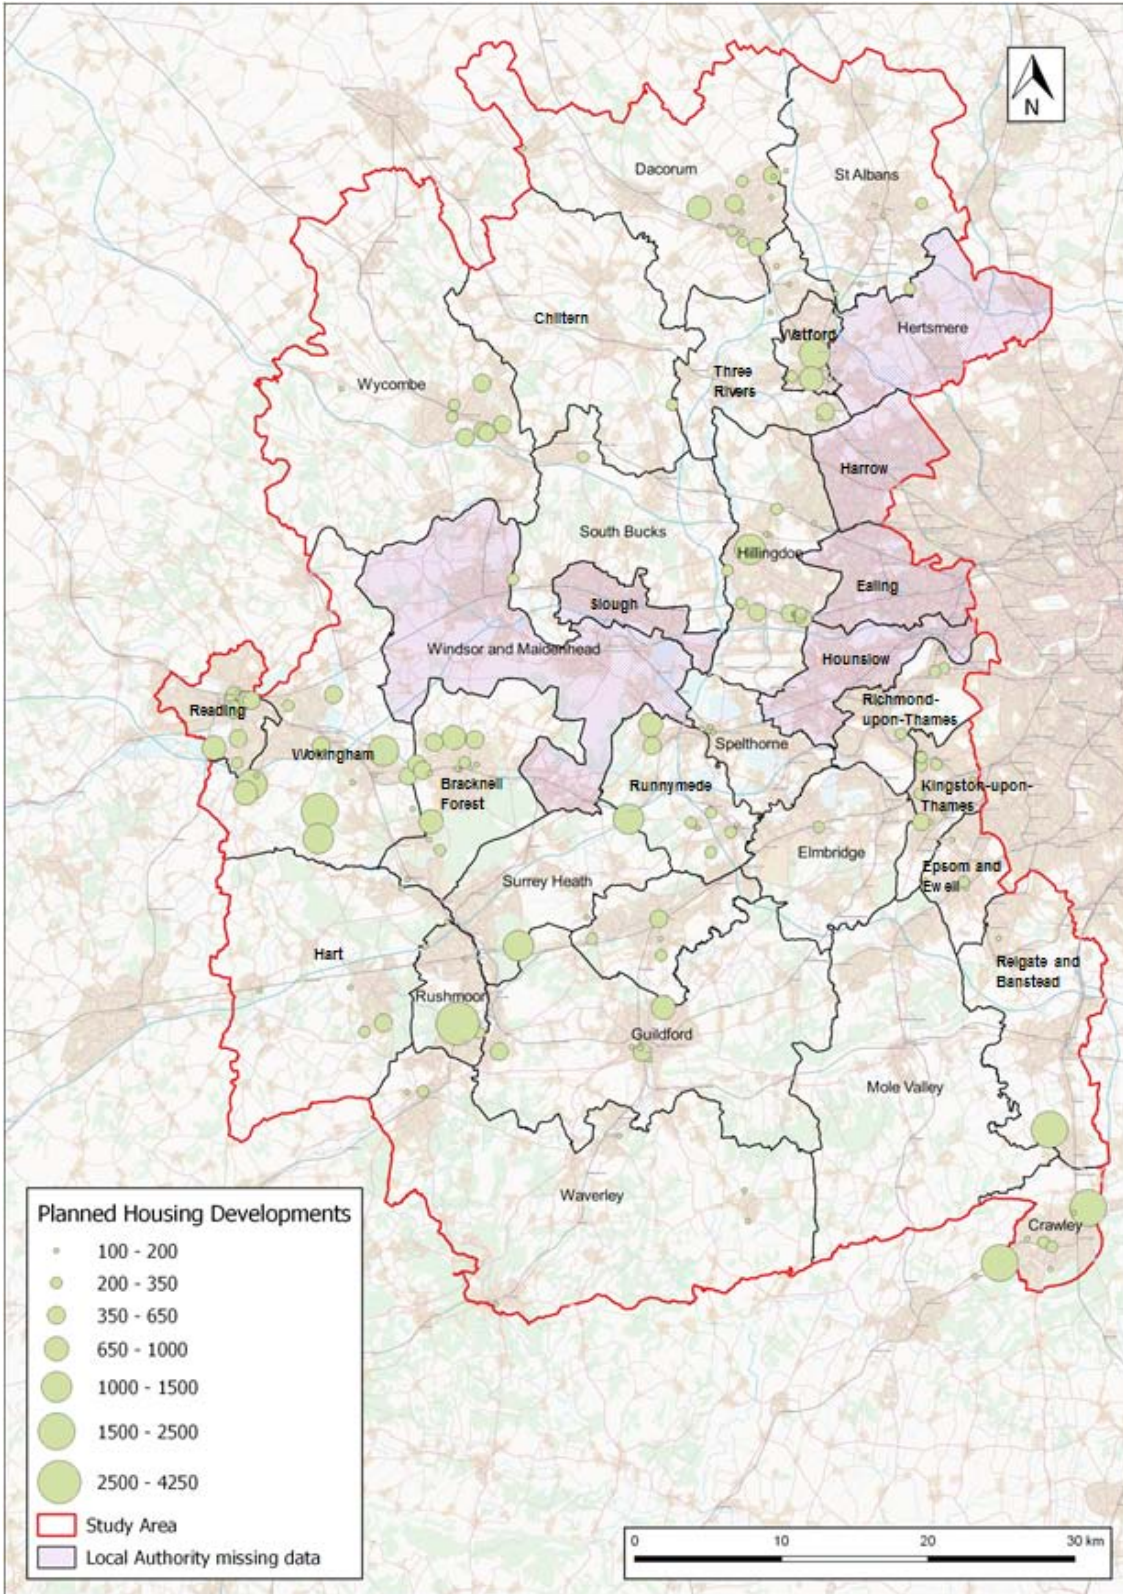 N
Dacorum
St Albans
Chiltern
Hertsmere
Watford
Three
Rivers
Wycombe
Harrow
South Bucks
Hillingdon
Ealing
Slough
Windsor and Maidenhead
Hounslow
Richmond-
upon-Thames
Reading
Spelthorne
Wokingham
Bracknell
Forest
Runnymede
Kingston-upon-
Thames
Elmbridge
Surrey Heath
Epsom and
Ewell
Hart
Reigate and
Banstead
Rushmoor
Guildford
Mole Valley
Waverley
Crawley
Planned Housing Developments
100 - 200
200 - 350
350 - 650
650 - 1000
1000 - 1500
1500 - 2500
2500 - 4250
Study Area
Local Authority missing data
0 10 20 30 km